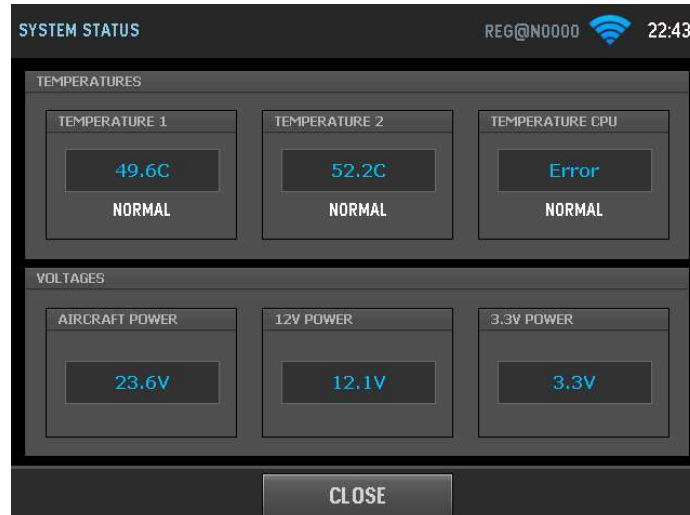 SYSTEM STATUS REG@N0000 22:43
TEMPERATURES
TEMPERATURE 1 TEMPERATURE 2 TEMPERATURE CPU
49.6C 52.2C Error
NORMAL NORMAL NORMAL
VOLTAGES
AIRCRAFT POWER 12V POWER 3.3V POWER
23.6V 12.1V 3.3V
CLOSE